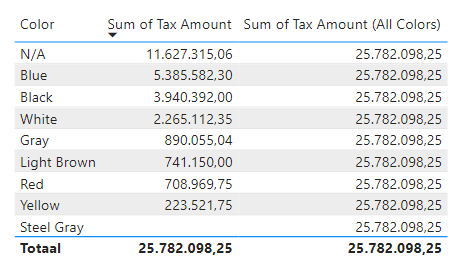 Color Sum of Tax Amount Sum of Tax Amount (All Colors)
N/A 11.627.315,06 25.782.098,25
Blue 5.385.582,30 25.782.098,25
Black 3.940.392,00 25.782.098,25
White 2.265.112,35 25.782.098,25
Gray 890.055,04 25.782.098,25
Light Brown 741.150,00 25.782.098,25
Red 708.969,75 25.782.098,25
Yellow 223.521,75 25.782.098,25
Steel Gray 25.782.098,25
Totaal 25.782.098,25 25.782.098,25